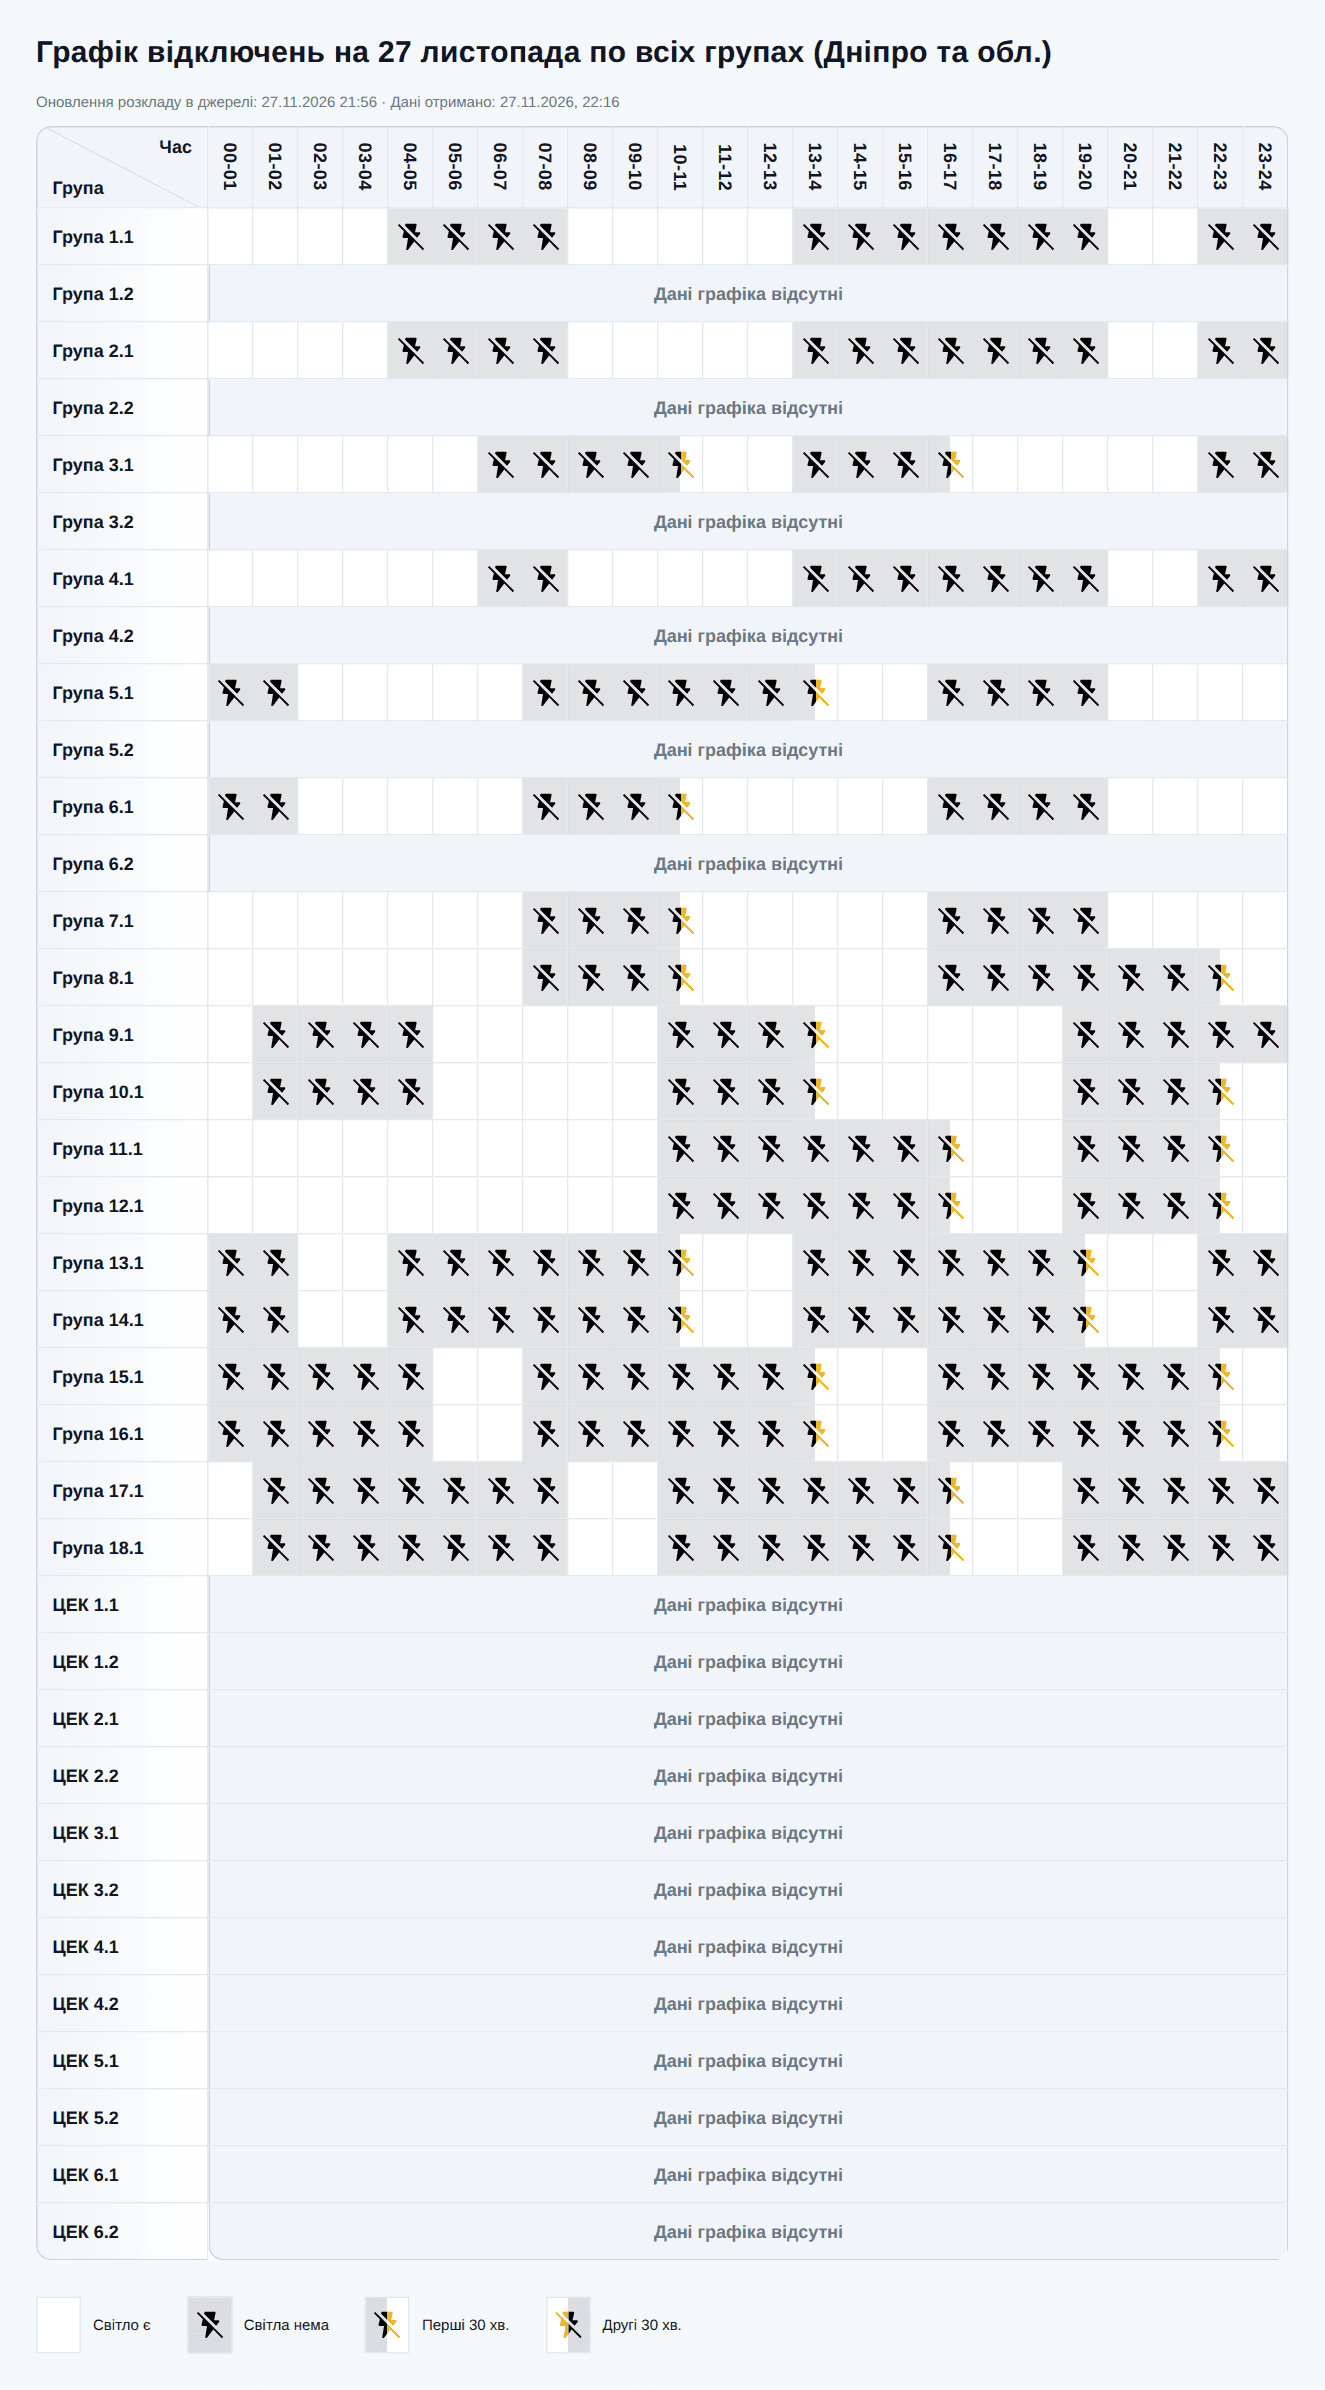 Графік відключень на 27 листопада по всіх групах (Дніпро та обл.)
Оновлення розкладу в джерелі: 27.11.2026 21:56 · Дані отримано: 27.11.2026, 22:16
Час
Група
00-01 01-02 02-03 03-04 04-05 05-06 06-07 07-08 08-09 09-10 10-11 11-12 12-13 13-14 14-15 15-16 16-17 17-18 18-19 19-20 20-21 21-22 22-23 23-24
Група 1.1
Група 1.2 Дані графіка відсутні
Група 2.1
Група 2.2 Дані графіка відсутні
Група 3.1
Група 3.2 Дані графіка відсутні
Група 4.1
Група 4.2 Дані графіка відсутні
Група 5.1
Група 5.2 Дані графіка відсутні
Група 6.1
Група 6.2 Дані графіка відсутні
Група 7.1
Група 8.1
Група 9.1
Група 10.1
Група 11.1
Група 12.1
Група 13.1
Група 14.1
Група 15.1
Група 16.1
Група 17.1
Група 18.1
ЦЕК 1.1 Дані графіка відсутні
ЦЕК 1.2 Дані графіка відсутні
ЦЕК 2.1 Дані графіка відсутні
ЦЕК 2.2 Дані графіка відсутні
ЦЕК 3.1 Дані графіка відсутні
ЦЕК 3.2 Дані графіка відсутні
ЦЕК 4.1 Дані графіка відсутні
ЦЕК 4.2 Дані графіка відсутні
ЦЕК 5.1 Дані графіка відсутні
ЦЕК 5.2 Дані графіка відсутні
ЦЕК 6.1 Дані графіка відсутні
ЦЕК 6.2 Дані графіка відсутні
Світло є Світла нема Перші 30 хв. Другі 30 хв.